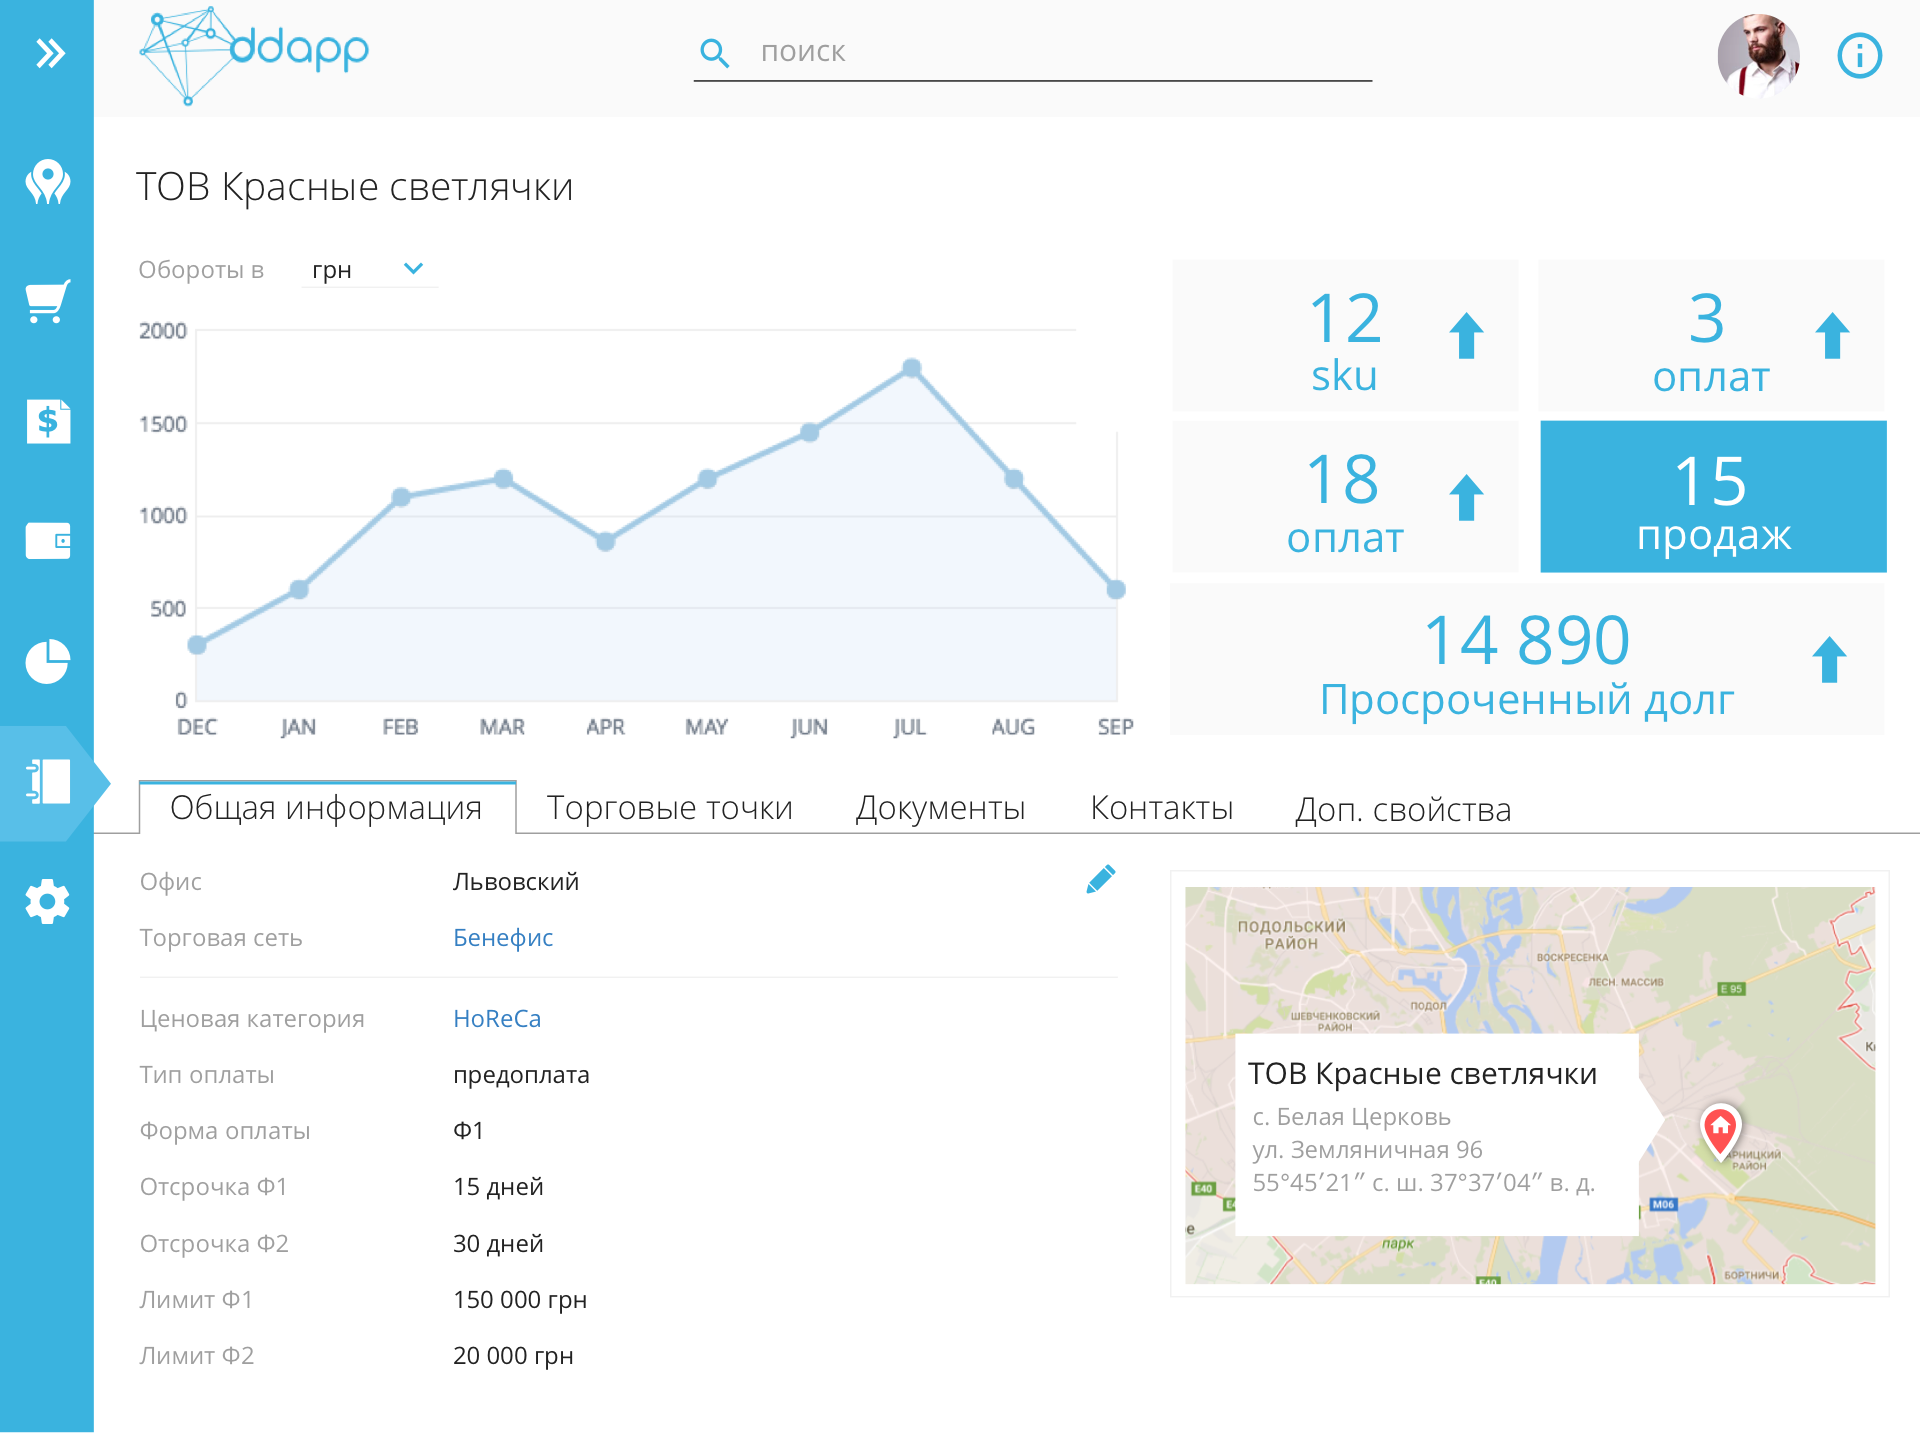 ddapp
поиск
ТОВ Красные светлячки
Обороты в грн
2000
1500
1000
500
0
DEC JAN FEB MAR APR MAY JUN JUL AUG SEP
12
sku
3
оплат
18
оплат
15
продаж
14 890
Просроченный долг
Общая информация Торговые точки Документы Контакты Доп. свойства
Офис Львовский
Торговая сеть Бенефис
Ценовая категория HoReCa
Тип оплаты предоплата
Форма оплаты Ф1
Отсрочка Ф1 15 дней
Отсрочка Ф2 30 дней
Лимит Ф1 150 000 грн
Лимит Ф2 20 000 грн
ПОДОЛЬСКИЙ
РАЙОН
ВОСКРЕСЕНКА
ЛЕСН. МАССИВ
E 95
ПОДОЛ
ШЕВЧЕНКОВСКИЙ
РАЙОН
ТОВ Красные светлячки
с. Белая Церковь
ул. Земляничная 96
55°45′21″ с. ш. 37°37′04″ в. д.
АРНИЦКИЙ
РАЙОН
E40
M06
парк
E40
БОРТНИЧИ